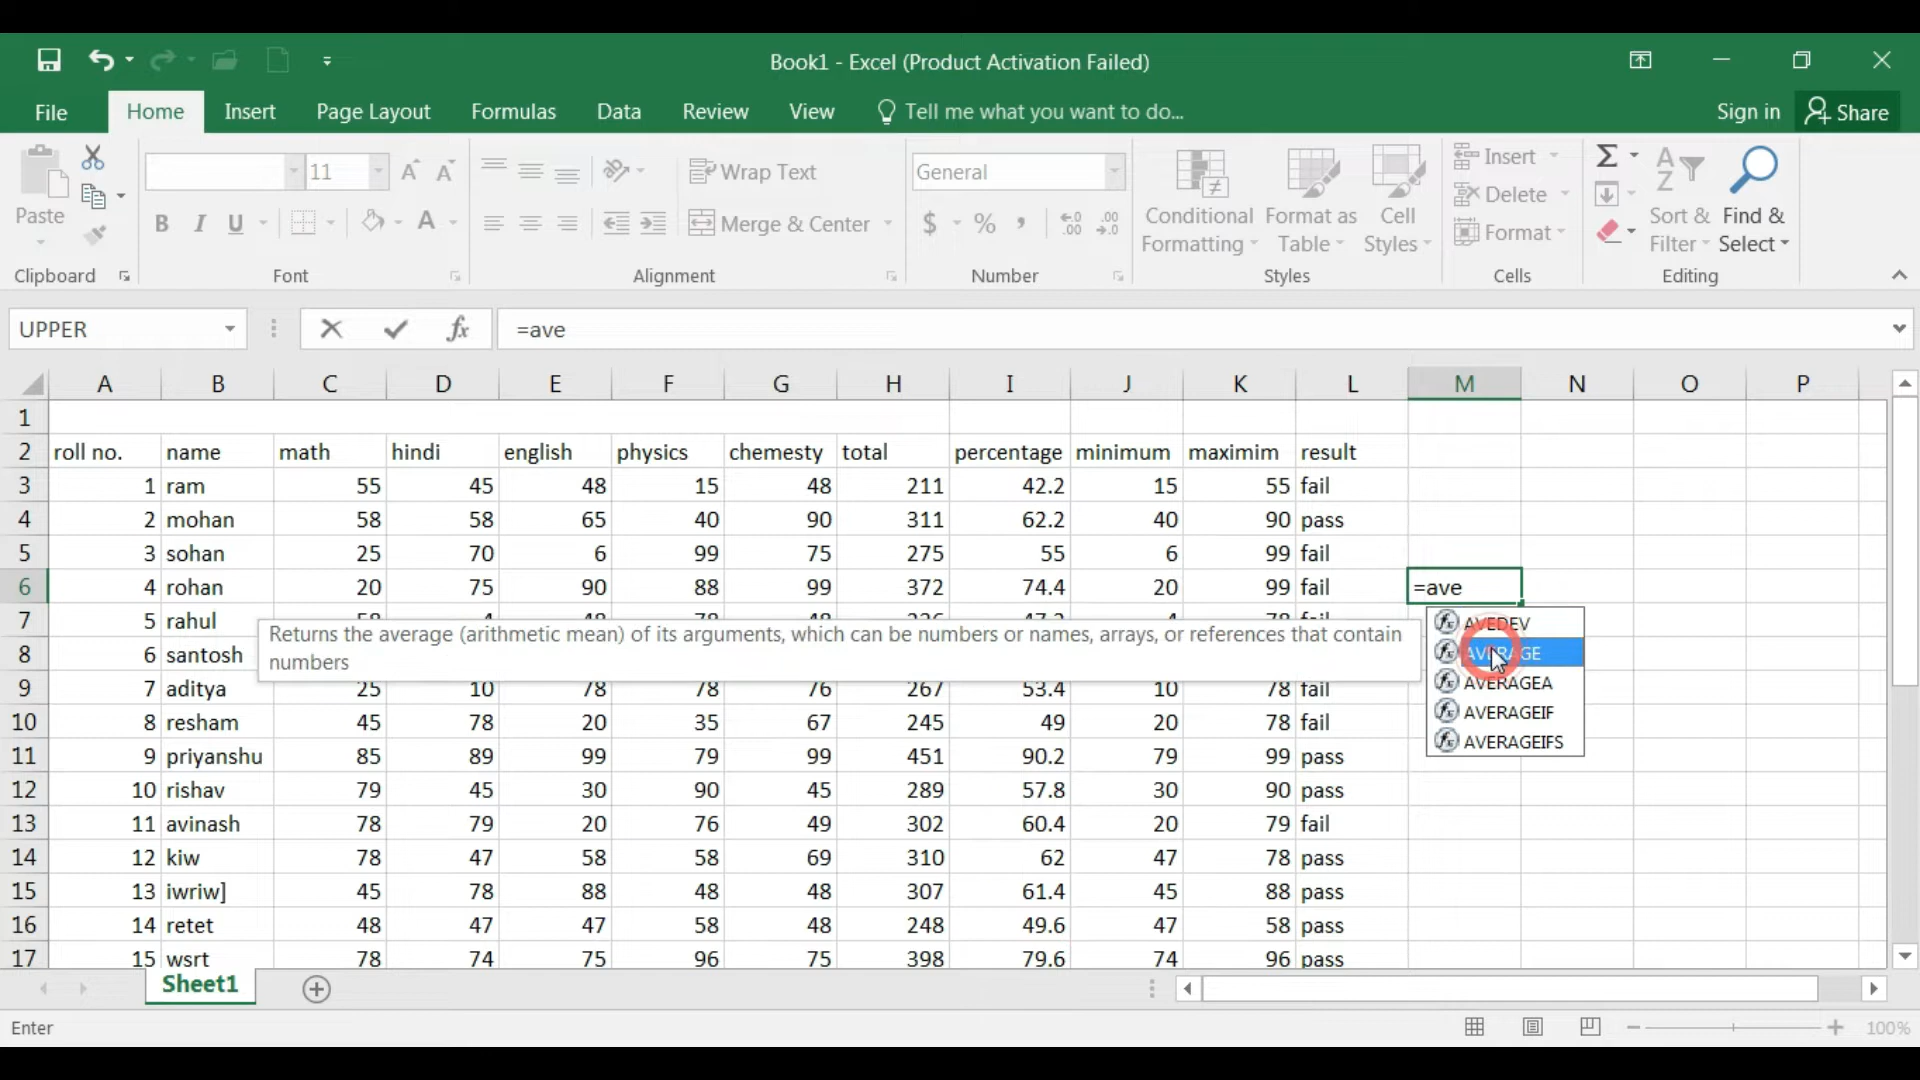 Book1 - Excel (Product Activation Failed)
File Home Insert Page Layout Formulas Data Review View Tell me what you want to do... Sign in Share
Paste 11 Wrap Text General Conditional Formatting Format as Table Cell Styles Insert Delete Format Sort & Filter Find & Select
B I U A Merge & Center $ % , .00
Clipboard Font Alignment Number Styles Cells Editing
UPPER fx =ave
A B C D E F G H I J K L M N O P
1
2 roll no. name math hindi english physics chemesty total percentage minimum maximim result
3 1 ram 55 45 48 15 48 211 42.2 15 55 fail
4 2 mohan 58 58 65 40 90 311 62.2 40 90 pass
5 3 sohan 25 70 6 99 75 275 55 6 99 fail
6 4 rohan 20 75 90 88 99 372 74.4 20 99 fail =ave
7 5 rahul
AVEDEV
8 6 santosh
Returns the average (arithmetic mean) of its arguments, which can be numbers or names, arrays, or references that contain
numbers
AVERAGE
AVERAGEA
AVERAGEIF
AVERAGEIFS
9 7 aditya 25 10 78 78 76 267 53.4 10 78 fail
10 8 resham 45 78 20 35 67 245 49 20 78 fail
11 9 priyanshu 85 89 99 79 99 451 90.2 79 99 pass
12 10 rishav 79 45 30 90 45 289 57.8 30 90 pass
13 11 avinash 78 79 20 76 49 302 60.4 20 79 fail
14 12 kiw 78 47 58 58 69 310 62 47 78 pass
15 13 iwriw] 45 78 88 48 48 307 61.4 45 88 pass
16 14 retet 48 47 47 58 48 248 49.6 47 58 pass
17 15 wsrt 78 74 75 96 75 398 79.6 74 96 pass
Sheet1
Enter 100%